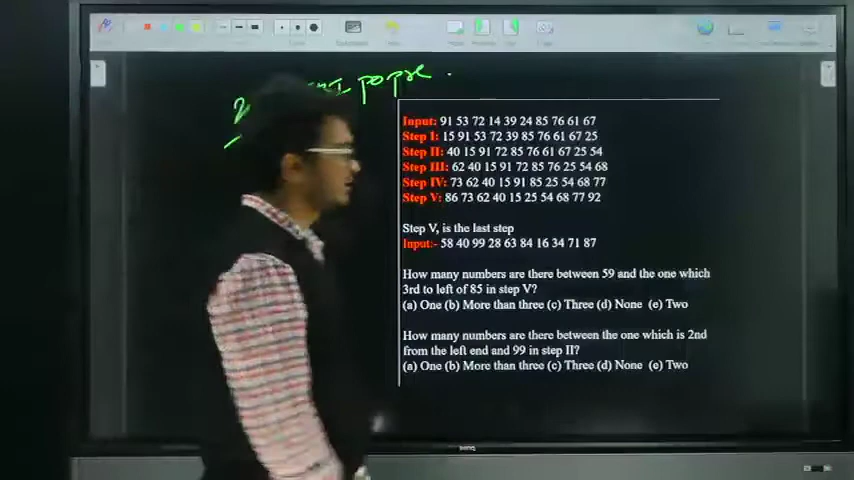 pope
Input: 91 53 72 14 39 24 85 76 61 67
Step I: 15 91 53 72 39 85 76 61 67 25
Step II: 40 15 91 72 85 76 61 67 25 54
Step III: 62 40 15 91 72 85 76 25 54 68
Step IV: 73 62 40 15 91 85 25 54 68 77
Step V: 86 73 62 40 15 25 54 68 77 92
Step V, is the last step
Input:- 58 40 99 28 63 84 16 34 71 87
How many numbers are there between 59 and the one which
3rd to left of 85 in step V?
(a) One (b) More than three (c) Three (d) None (e) Two
How many numbers are there between the one which is 2nd
from the left end and 99 in step II?
(a) One (b) More than three (c) Three (d) None (e) Two